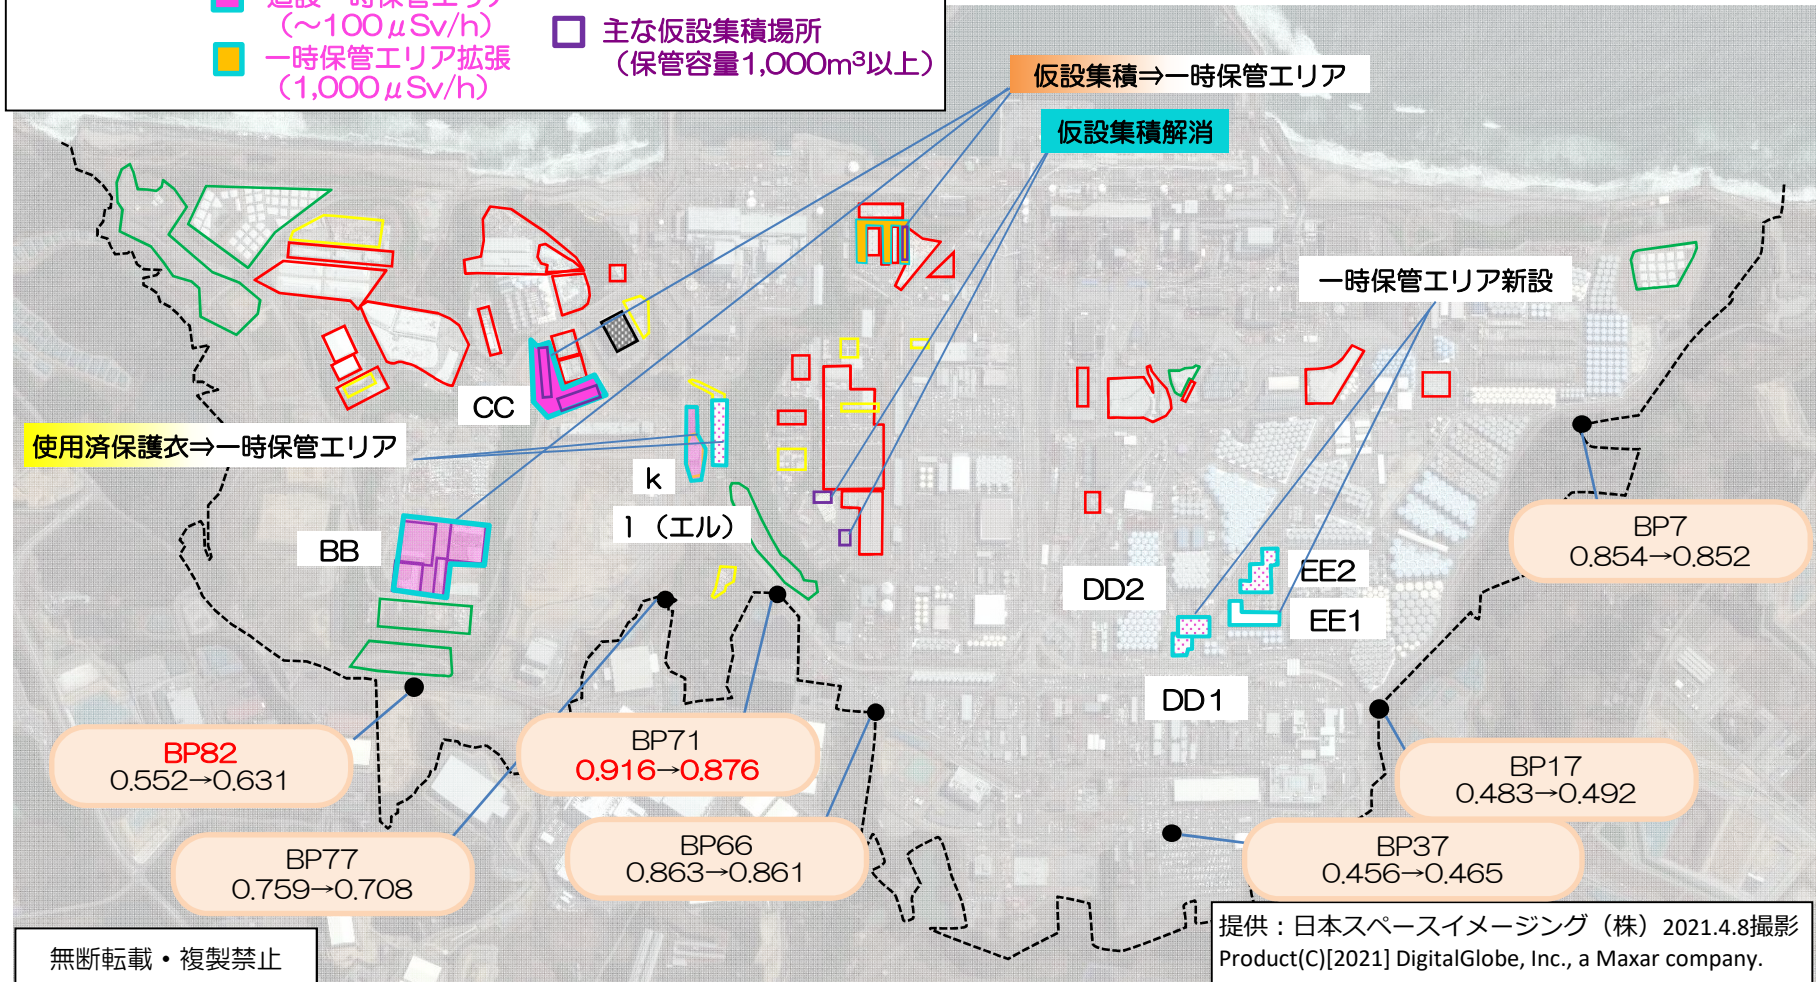 (～100μSv/h)
一時保管エリア拡張
(1,000μSv/h)
主な仮設集積場所
(保管容量1,000m³以上)
仮設集積⇒一時保管エリア
仮設集積解消
一時保管エリア新設
CC
使用済保護衣⇒一時保管エリア
k
l（エル）
BB
BP7
0.854→0.852
EE2
DD2
EE1
DD1
BP82
0.552→0.631
BP71
0.916→0.876
BP17
0.483→0.492
BP77
0.759→0.708
BP66
0.863→0.861
BP37
0.456→0.465
無断転載・複製禁止
提供：日本スペースイメージング（株）2021.4.8撮影
Product(C)[2021] DigitalGlobe, Inc., a Maxar company.